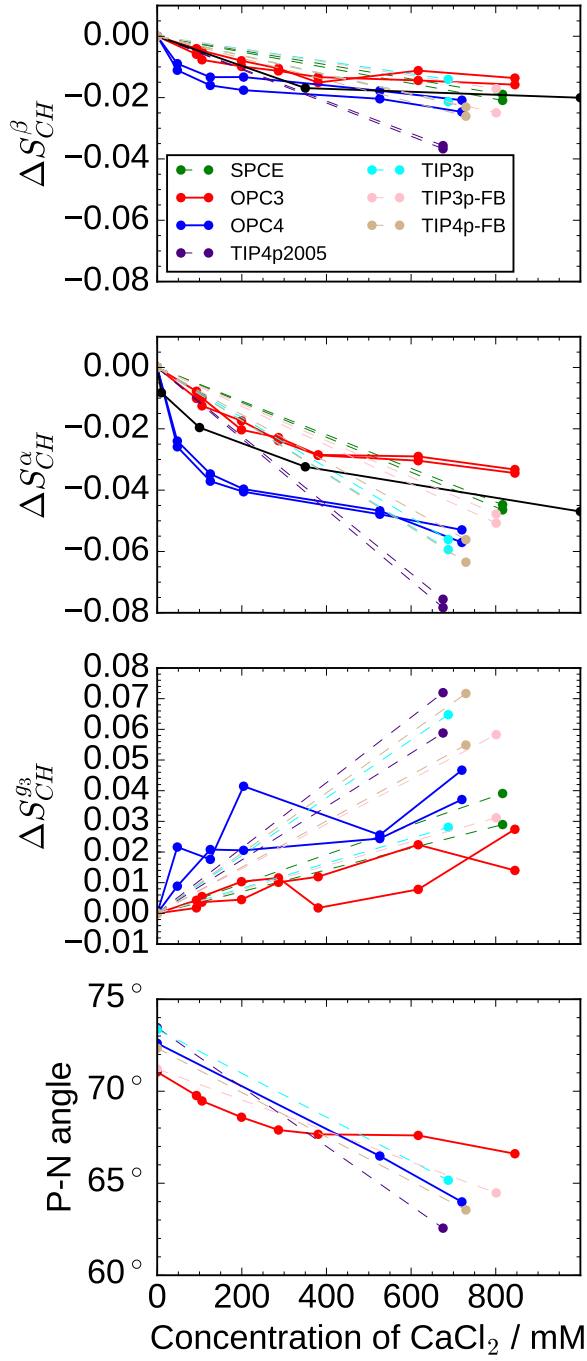 0.00
−0.02
−0.04
−0.06
−0.08
ΔS^β_CH
SPCE
OPC3
OPC4
TIP4p2005
TIP3p
TIP3p-FB
TIP4p-FB
0.00
−0.02
−0.04
−0.06
−0.08
ΔS^α_CH
0.08
0.07
0.06
0.05
0.04
0.03
0.02
0.01
0.00
−0.01
ΔS^g₃_CH
75°
70°
65°
60°
P-N angle
0 200 400 600 800
Concentration of CaCl₂ / mM